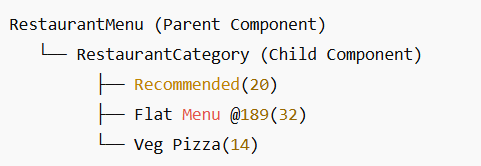 RestaurantMenu (Parent Component)
└── RestaurantCategory (Child Component)
├── Recommended(20)
├── Flat Menu @189(32)
└── Veg Pizza(14)